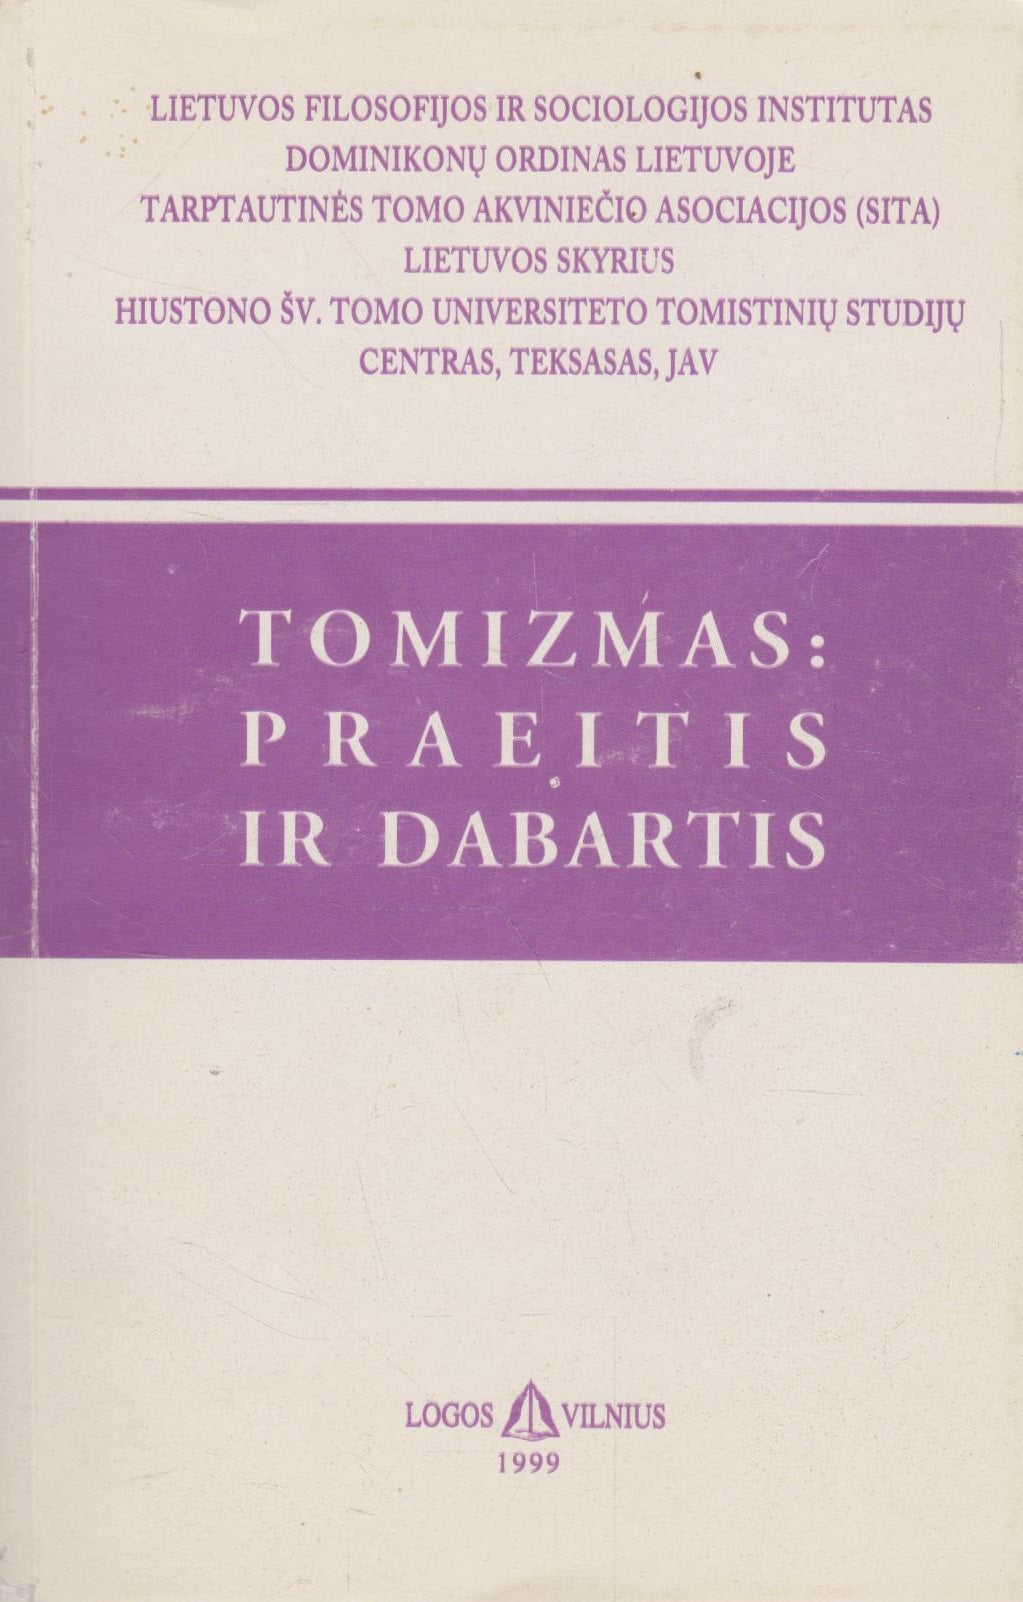 LIETUVOS FILOSOFIJOS IR SOCIOLOGIJOS INSTITUTAS
DOMINIKONŲ ORDINAS LIETUVOJE
TARPTAUTINĖS TOMO AKVINIEČIO ASOCIACIJOS (SITA)
LIETUVOS SKYRIUS
HIUSTONO ŠV. TOMO UNIVERSITETO TOMISTINIŲ STUDIJŲ
CENTRAS, TEKSASAS, JAV
TOMIZMAS:
PRAEITIS
IR DABARTIS
LOGOS VILNIUS
1999